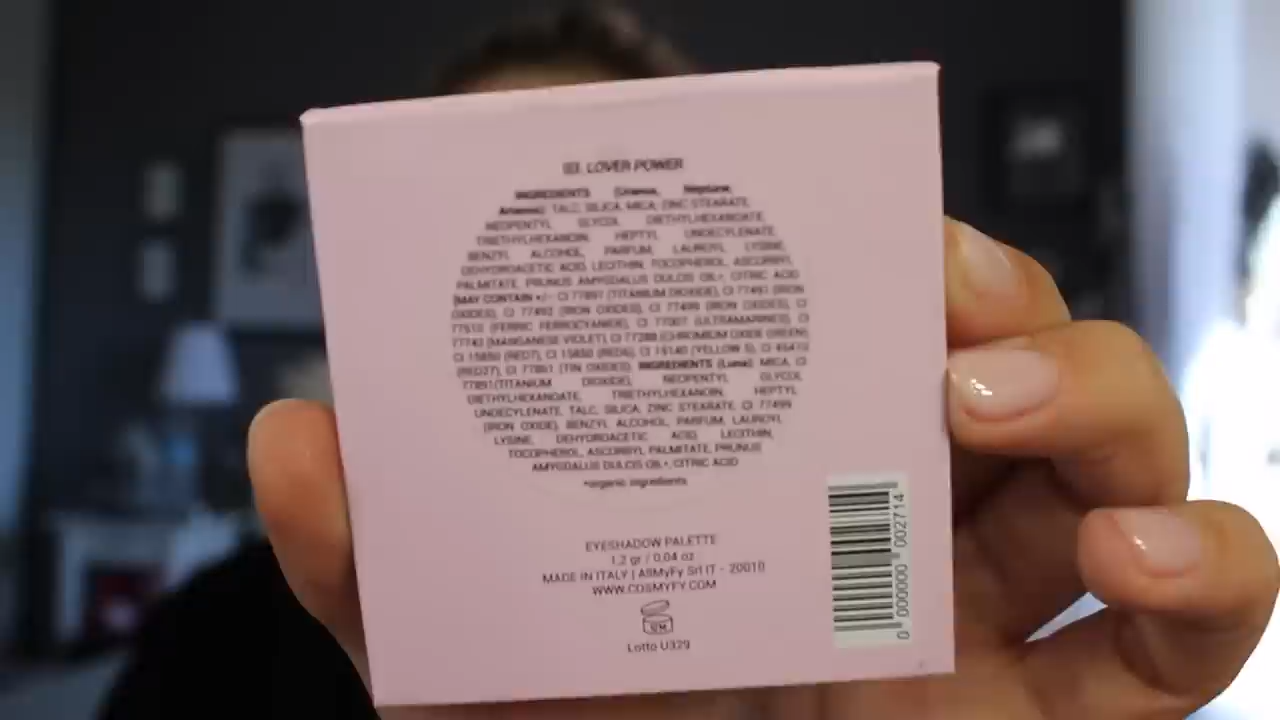 03. LOVER POWER
INGREDIENTS (Urania, Neptune,
TALC, SILICA, MICA, ZINC STEARATE,
NEOPENTYL GLYCOL DIETHYLHEXANOATE,
TRIETHYLHEXANOIN, HEPTYL UNDECYLENATE,
BENZYL ALCOHOL, PARFUM, LAUROYL LYSINE,
DEHYDROACETIC ACID, LECITHIN, TOCOPHEROL, ASCORBYL
PALMITATE, PRUNUS AMYGDALUS DULCIS OIL*, CITRIC ACID
[MAY CONTAIN +/- CI 77891 (TITANIUM DIOXIDE), CI 77491 (IRON
OXIDES), CI 77492 (IRON OXIDES), CI 77499 (IRON OXIDES), CI
77510 (FERRIC FERROCYANIDE), CI 77007 (ULTRAMARINES), CI
77742 (MANGANESE VIOLET), CI 77288 (CHROMIUM OXIDE GREEN),
CI 15850 (RED7), CI 15850 (RED6), CI 19140 (YELLOW 5), CI 45410
(RED27), CI 77861 (TIN OXIDES). INGREDIENTS (Luna): MICA, CI
77891(TITANIUM DIOXIDE), NEOPENTYL GLYCOL
DIETHYLHEXANOATE, TRIETHYLHEXANOIN, HEPTYL
UNDECYLENATE, TALC, SILICA, ZINC STEARATE, CI 77499
(IRON OXIDE), BENZYL ALCOHOL, PARFUM, LAUROYL
LYSINE, DEHYDROACETIC ACID, LECITHIN,
TOCOPHEROL, ASCORBYL PALMITATE, PRUNUS
AMYGDALUS DULCIS OIL*, CITRIC ACID
*organic ingredients
EYESHADOW PALETTE
1,2 gr / 0.04 oz
MADE IN ITALY | ASMyFy Srl IT - 20010
WWW.COSMYFY.COM
Lotto U329
0 000000 002714